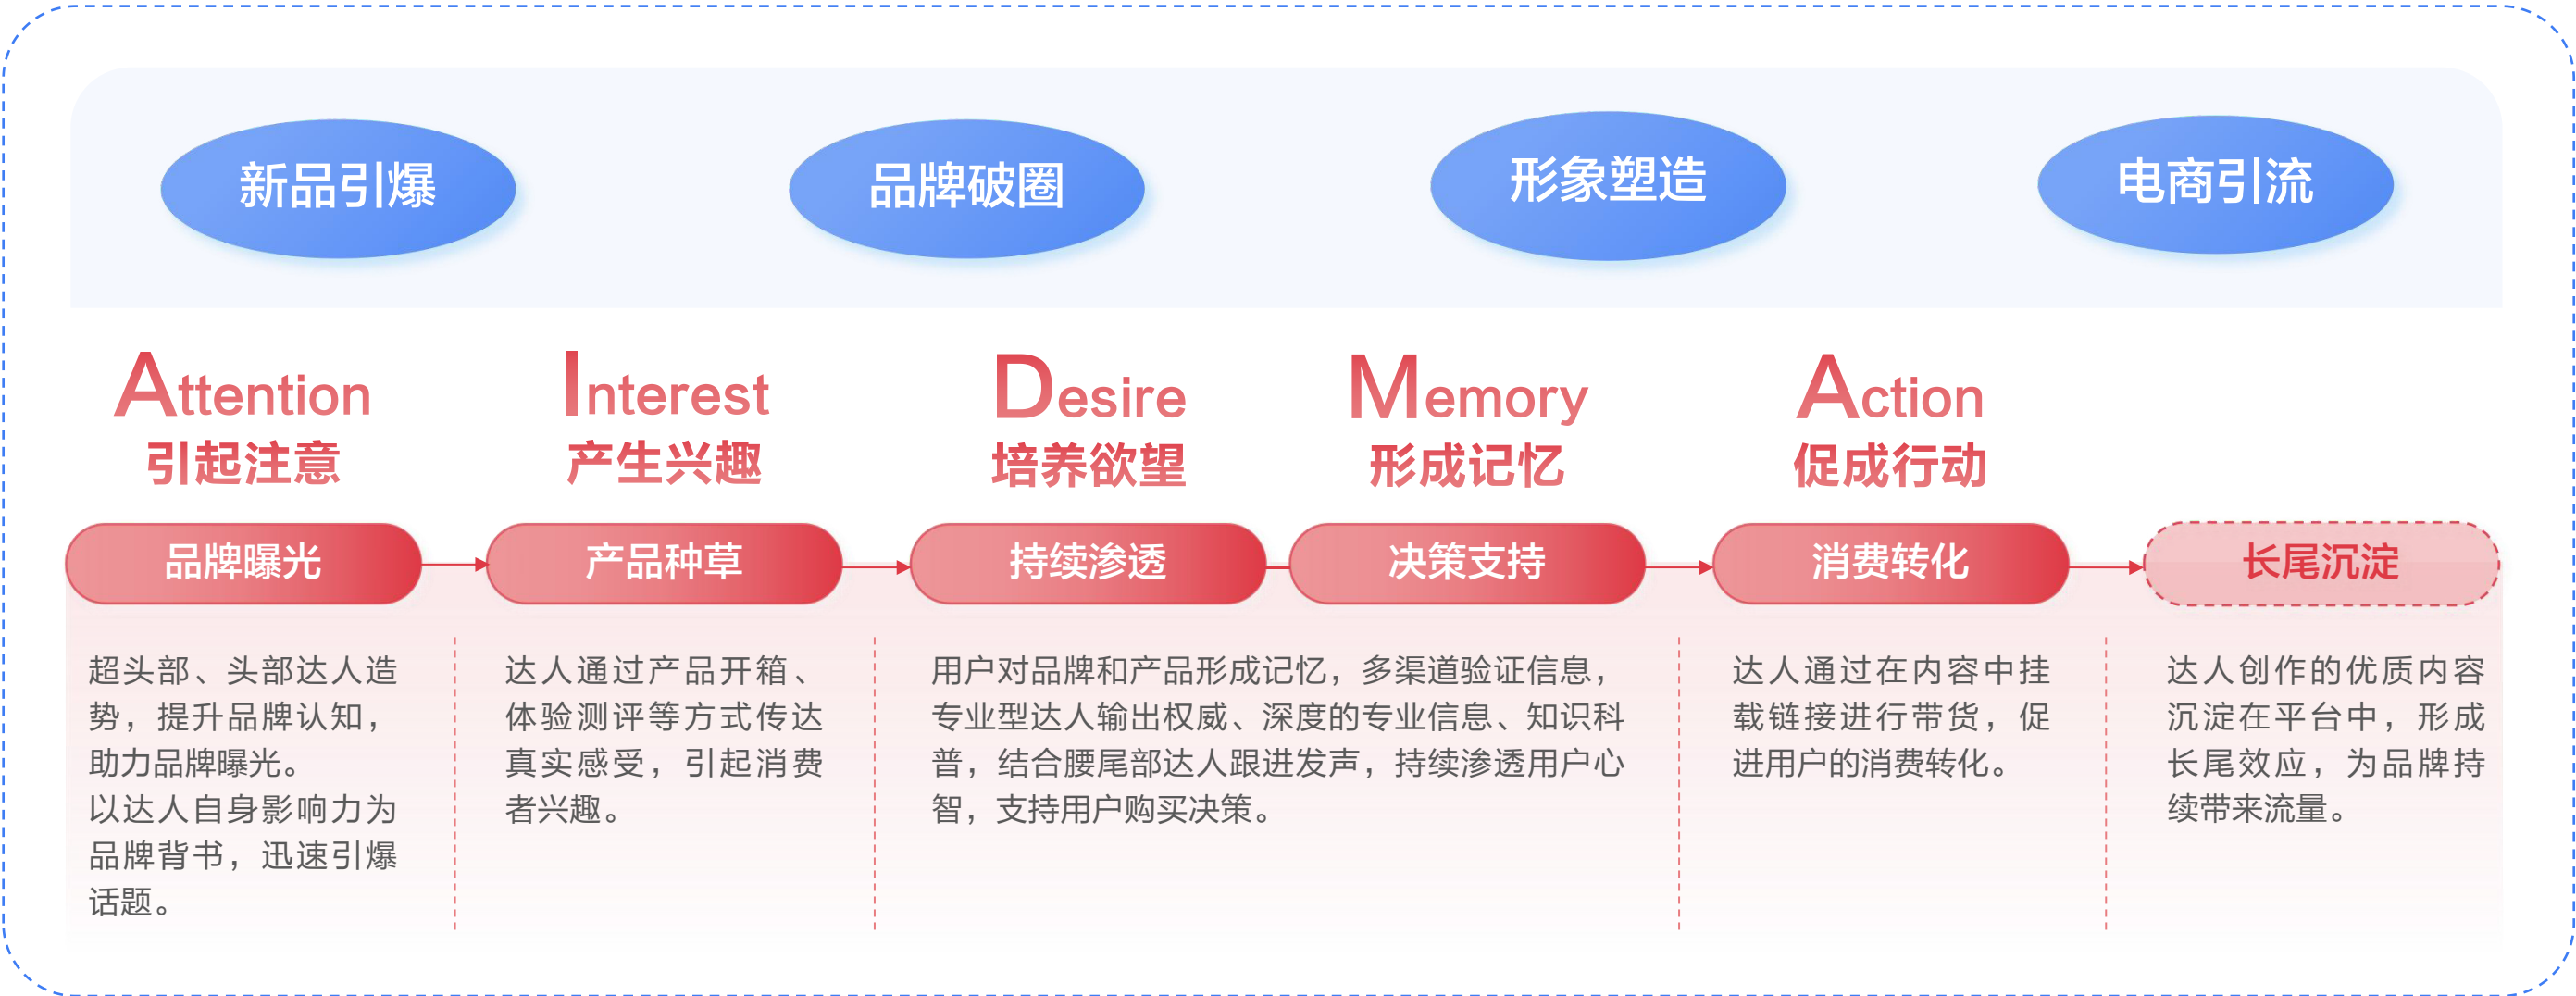 新品引爆
品牌破圈
形象塑造
电商引流
Attention
引起注意
Interest
产生兴趣
Desire
培养欲望
Memory
形成记忆
Action
促成行动
品牌曝光
产品种草
持续渗透
决策支持
消费转化
长尾沉淀
超头部、头部达人造
势，提升品牌认知，
助力品牌曝光。
以达人自身影响力为
品牌背书，迅速引爆
话题。
达人通过产品开箱、
体验测评等方式传达
真实感受，引起消费
者兴趣。
用户对品牌和产品形成记忆，多渠道验证信息，
专业型达人输出权威、深度的专业信息、知识科
普，结合腰尾部达人跟进发声，持续渗透用户心
智，支持用户购买决策。
达人通过在内容中挂
载链接进行带货，促
进用户的消费转化。
达人创作的优质内容
沉淀在平台中，形成
长尾效应，为品牌持
续带来流量。